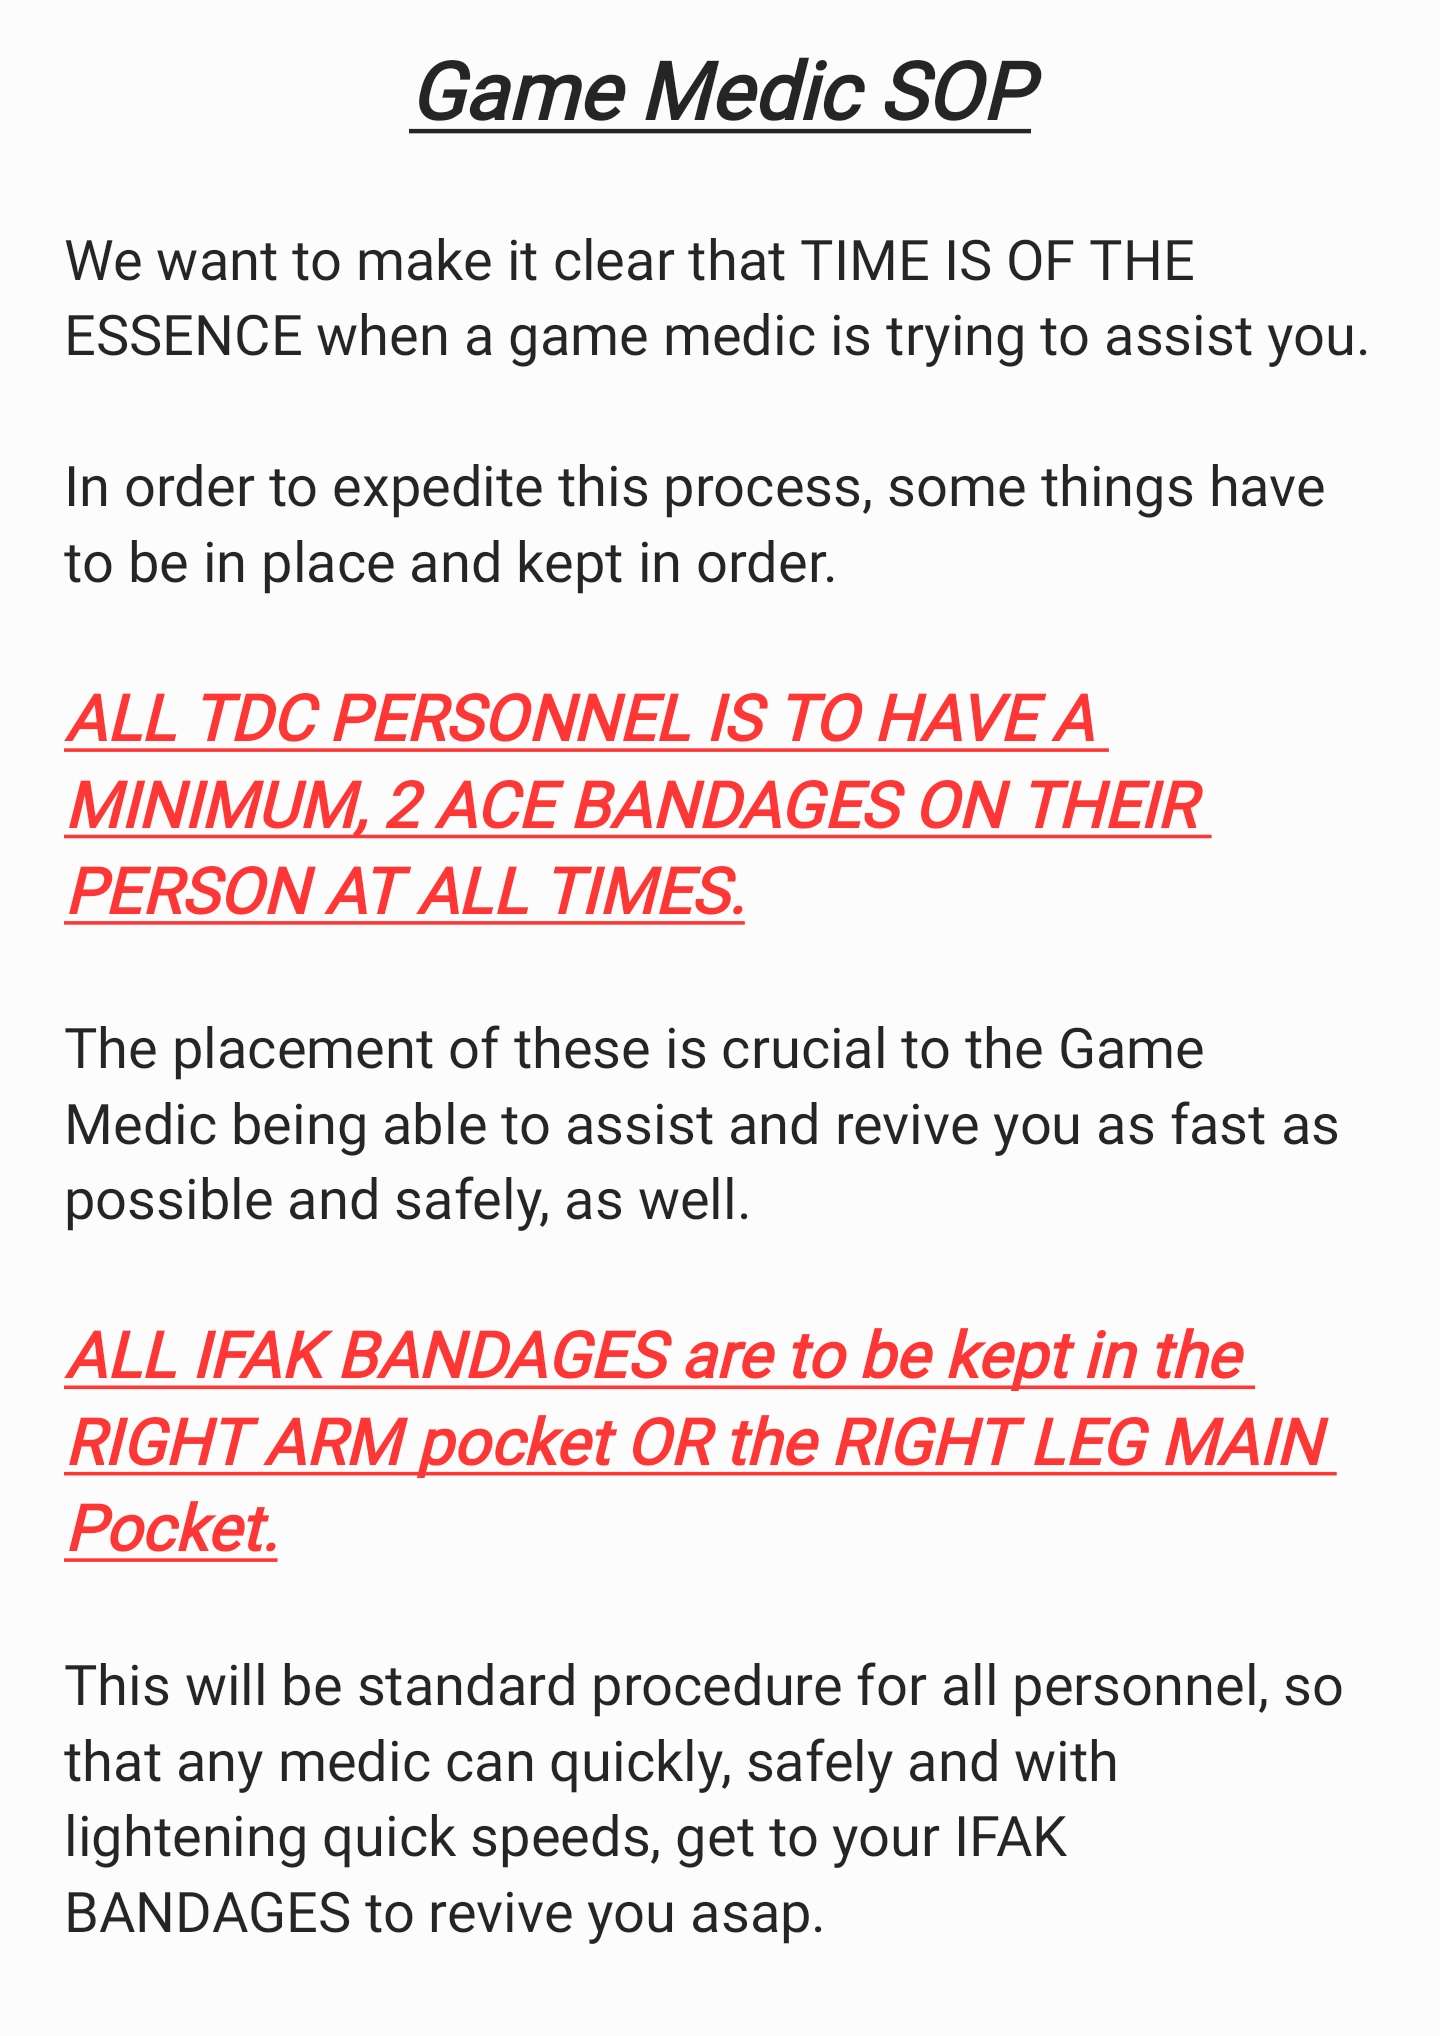 Game Medic SOP
We want to make it clear that TIME IS OF THE
ESSENCE when a game medic is trying to assist you.
In order to expedite this process, some things have
to be in place and kept in order.
ALL TDC PERSONNEL IS TO HAVE A
MINIMUM, 2 ACE BANDAGES ON THEIR
PERSON AT ALL TIMES.
The placement of these is crucial to the Game
Medic being able to assist and revive you as fast as
possible and safely, as well.
ALL IFAK BANDAGES are to be kept in the
RIGHT ARM pocket OR the RIGHT LEG MAIN
Pocket.
This will be standard procedure for all personnel, so
that any medic can quickly, safely and with
lightening quick speeds, get to your IFAK
BANDAGES to revive you asap.